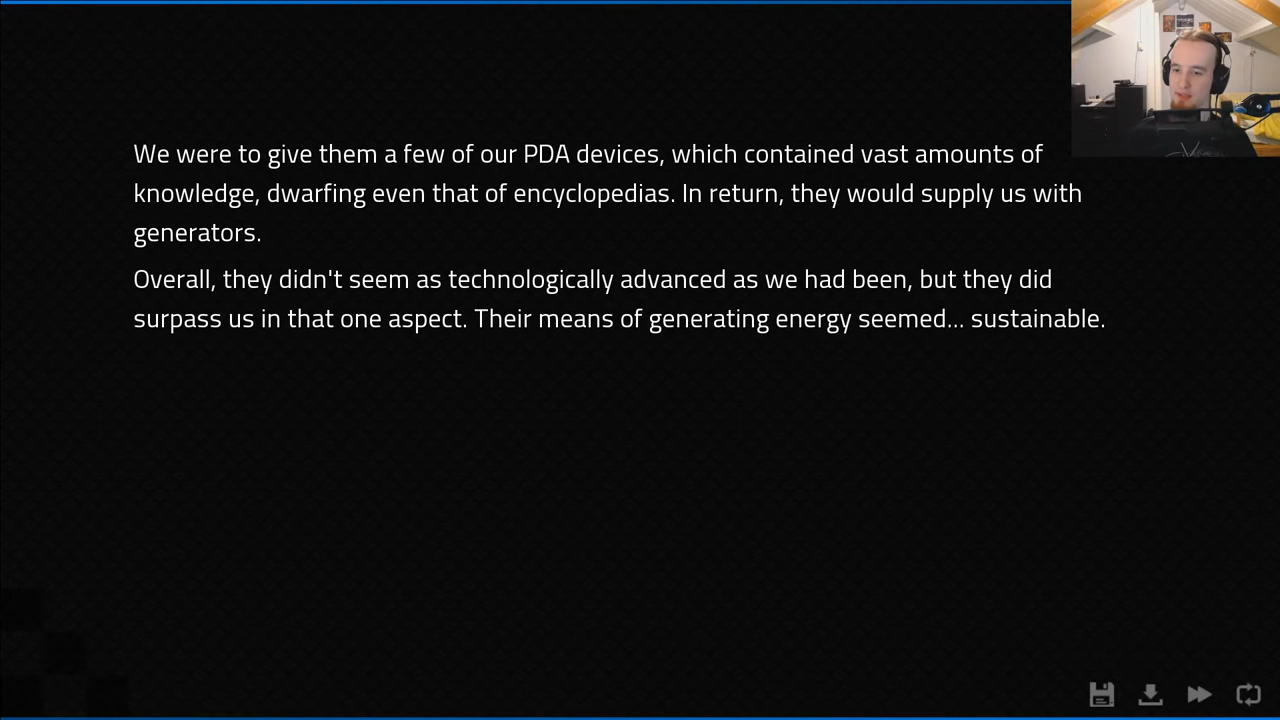 We were to give them a few of our PDA devices, which contained vast amounts of
knowledge, dwarfing even that of encyclopedias. In return, they would supply us with
generators.
Overall, they didn't seem as technologically advanced as we had been, but they did
surpass us in that one aspect. Their means of generating energy seemed... sustainable.